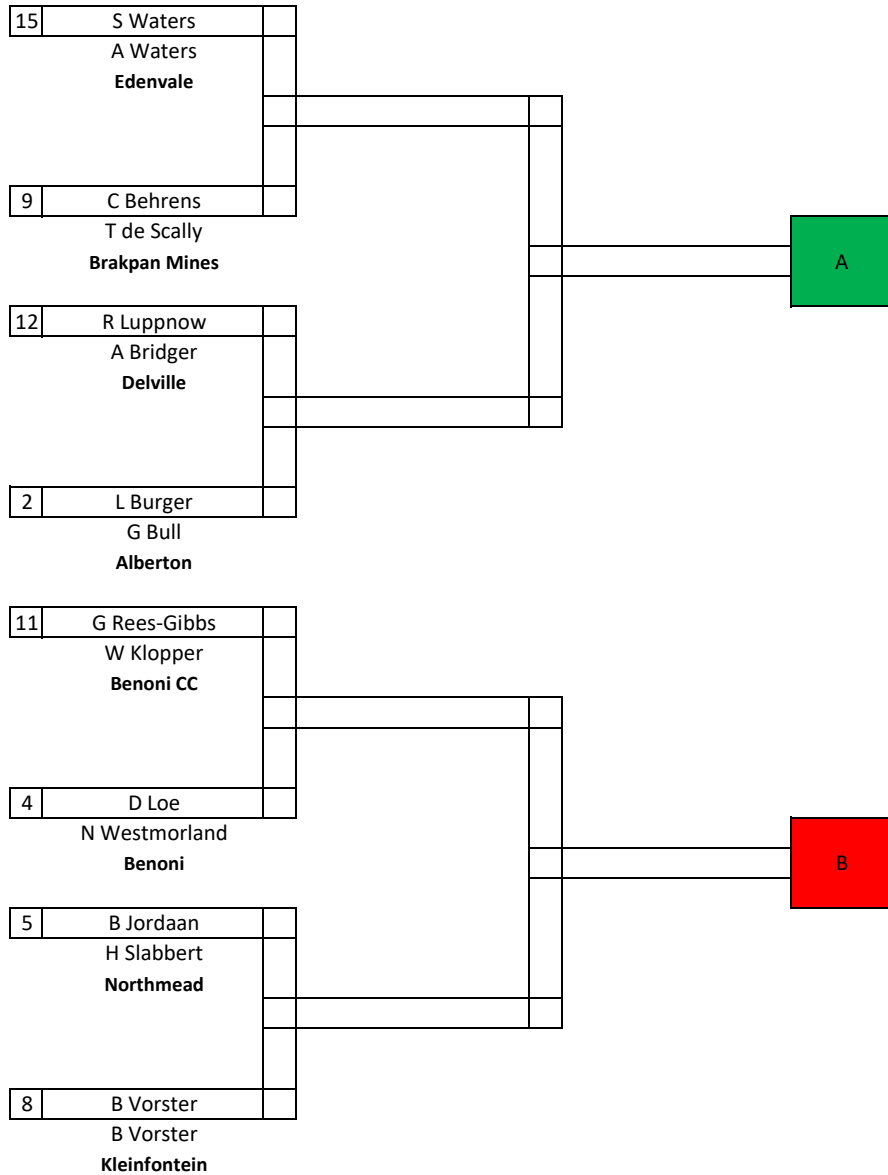 15 S Waters
A Waters
Edenvale
9 C Behrens
T de Scally
Brakpan Mines
A
12 R Luppnow
A Bridger
Delville
2 L Burger
G Bull
Alberton
11 G Rees-Gibbs
W Klopper
Benoni CC
4 D Loe
N Westmorland
Benoni
B
5 B Jordaan
H Slabbert
Northmead
8 B Vorster
B Vorster
Kleinfontein